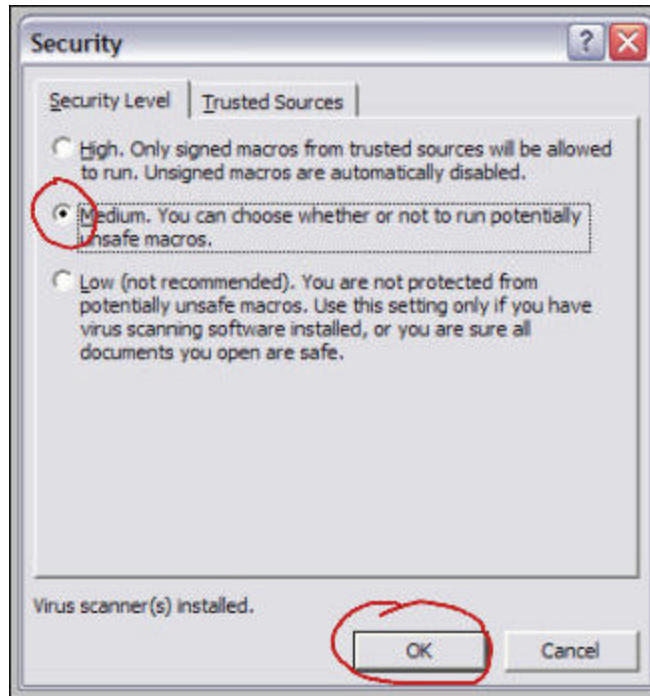 Security
Security Level
Trusted Sources
High. Only signed macros from trusted sources will be allowed
to run. Unsigned macros are automatically disabled.
Medium. You can choose whether or not to run potentially
unsafe macros.
Low (not recommended). You are not protected from
potentially unsafe macros. Use this setting only if you have
virus scanning software installed, or you are sure all
documents you open are safe.
Virus scanner(s) installed.
OK
Cancel